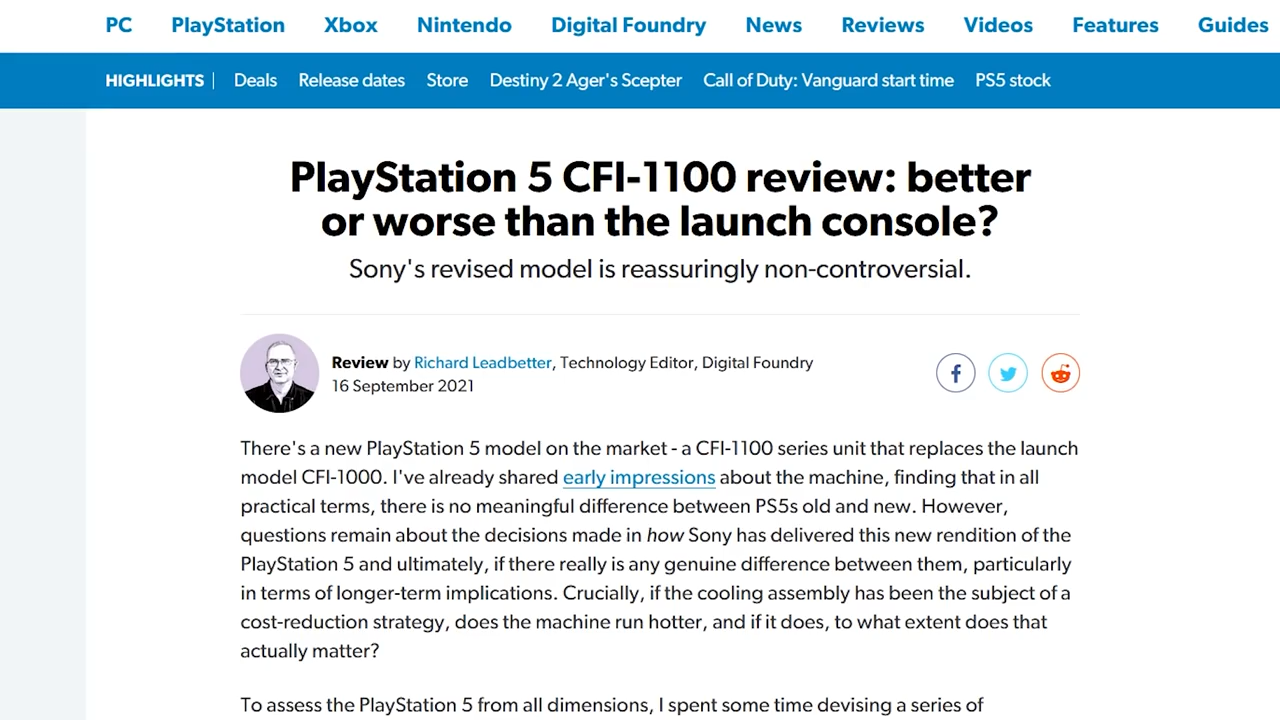 PC PlayStation Xbox Nintendo Digital Foundry News Reviews Videos Features Guides
HIGHLIGHTS | Deals Release dates Store Destiny 2 Ager's Scepter Call of Duty: Vanguard start time PS5 stock
PlayStation 5 CFI-1100 review: better
or worse than the launch console?
Sony's revised model is reassuringly non-controversial.
Review by Richard Leadbetter, Technology Editor, Digital Foundry
16 September 2021
There's a new PlayStation 5 model on the market - a CFI-1100 series unit that replaces the launch
model CFI-1000. I've already shared early impressions about the machine, finding that in all
practical terms, there is no meaningful difference between PS5s old and new. However,
questions remain about the decisions made in how Sony has delivered this new rendition of the
PlayStation 5 and ultimately, if there really is any genuine difference between them, particularly
in terms of longer-term implications. Crucially, if the cooling assembly has been the subject of a
cost-reduction strategy, does the machine run hotter, and if it does, to what extent does that
actually matter?
To assess the PlayStation 5 from all dimensions, I spent some time devising a series of